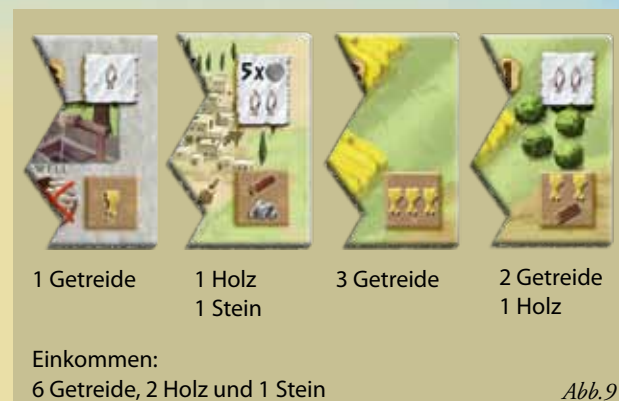 5x
WELL
1 Getreide
1 Holz
1 Stein
3 Getreide
2 Getreide
1 Holz
Einkommen:
6 Getreide, 2 Holz und 1 Stein
Abb.9